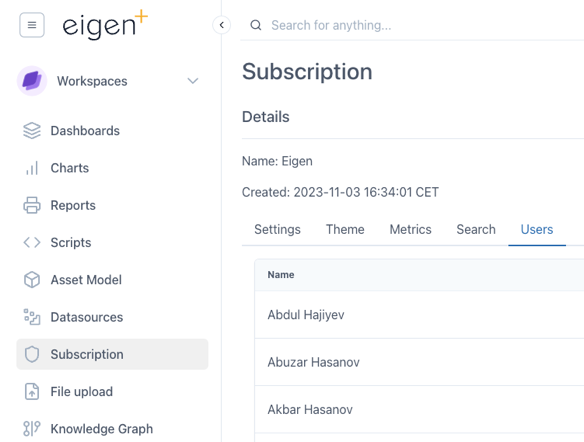 eigen+
Search for anything...
Workspaces
Dashboards
Charts
Reports
Scripts
Asset Model
Datasources
Subscription
File upload
Knowledge Graph
Subscription
Details
Name: Eigen
Created: 2023-11-03 16:34:01 CET
Settings Theme Metrics Search Users
Name
Abdul Hajiyev
Abuzar Hasanov
Akbar Hasanov